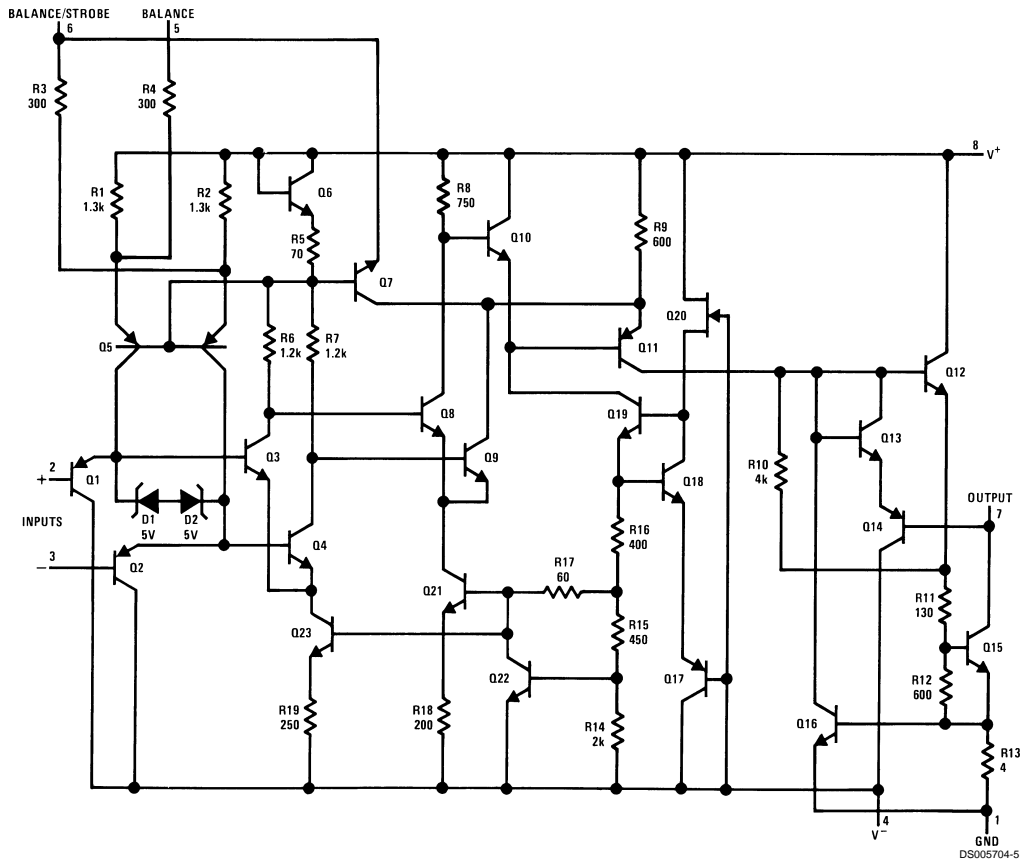 BALANCE/STROBE
6
BALANCE
5
R3
300
R4
300
8
V+
R1
1.3k
R2
1.3k
Q6
R8
750
Q10
R5
70
R9
600
Q7
Q20
Q5
R6
1.2k
R7
1.2k
Q11
Q12
Q8
Q19
Q13
Q3
Q9
2
+
Q1
Q18
R10
4k
D1
5V
D2
5V
INPUTS
OUTPUT
7
Q14
Q4
R16
400
3
−
Q2
R17
60
Q21
R11
130
Q23
R15
450
Q15
Q22
Q17
R12
600
R19
250
R18
200
R14
2k
Q16
R13
4
4
V−
1
GND
DS005704-5